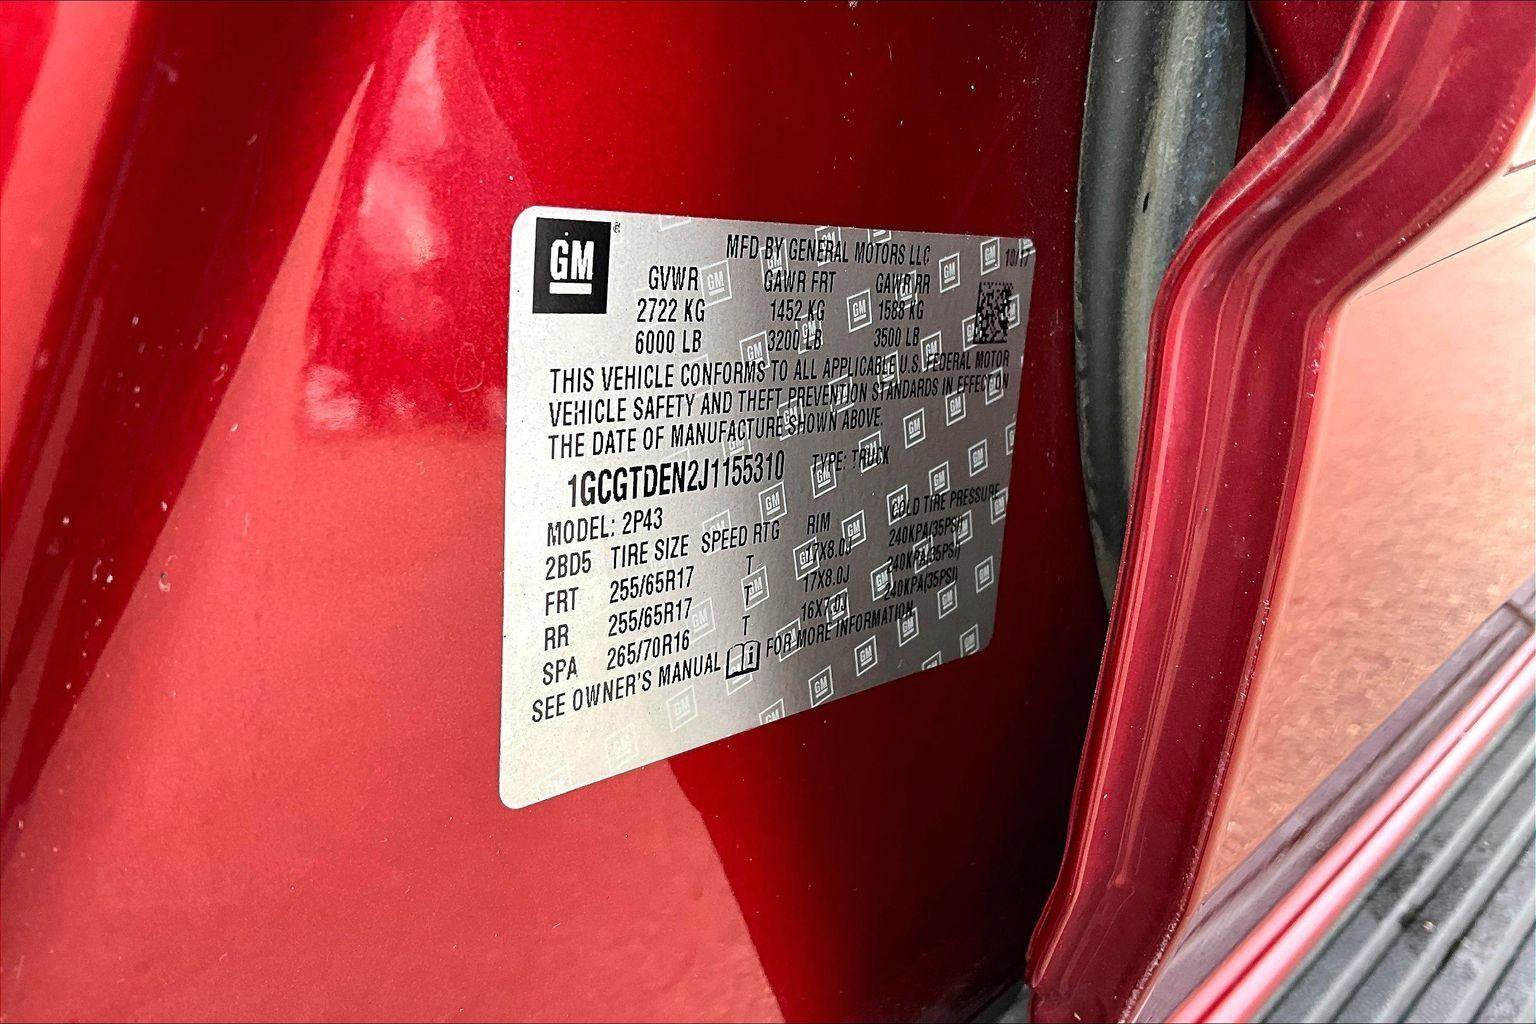 GM
MFD BY GENERAL MOTORS LLC 10/17
GVWR GAWR FRT GAWR RR
2722 KG 1452 KG 1588 KG
6000 LB 3200 LB 3500 LB
THIS VEHICLE CONFORMS TO ALL APPLICABLE U.S. FEDERAL MOTOR
VEHICLE SAFETY AND THEFT PREVENTION STANDARDS IN EFFECT ON
THE DATE OF MANUFACTURE SHOWN ABOVE.
1GCGTDEN2J1155310 TYPE: TRUCK
MODEL: 2P43
2BD5 TIRE SIZE SPEED RTG RIM COLD TIRE PRESSURE
FRT 255/65R17 T 17X8.0J 240KPA(35PSI)
RR 255/65R17 T 17X8.0J 240KPA(35PSI)
SPA 265/70R16 T 16X7.0J 240KPA(35PSI)
SEE OWNER'S MANUAL FOR MORE INFORMATION